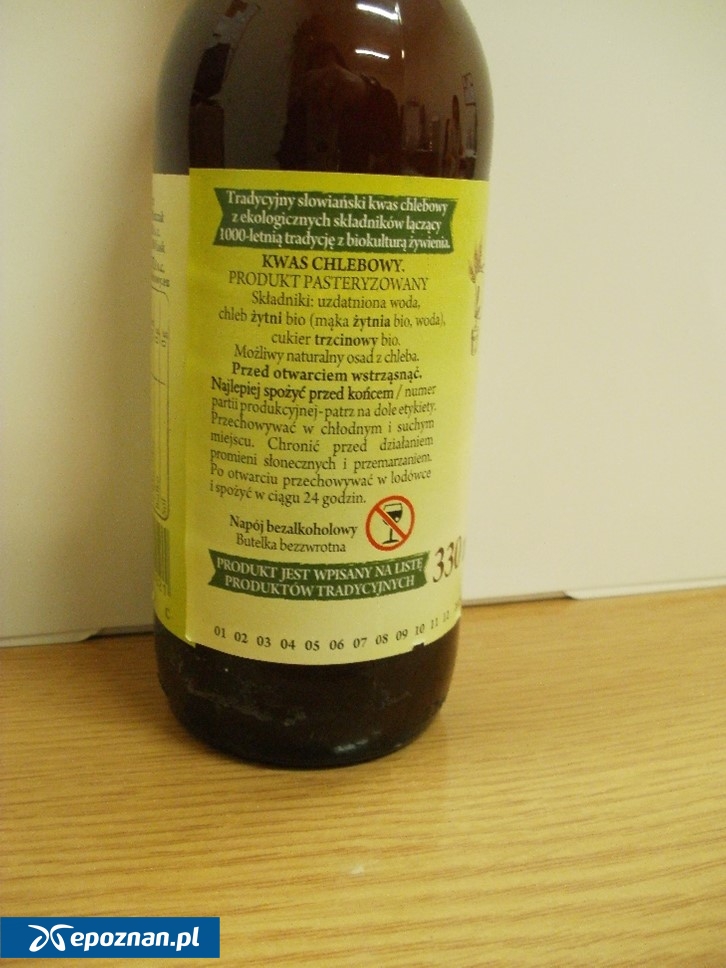 Tradycyjny słowiański kwas chlebowy
z ekologicznych składników łączący
1000-letnią tradycję z biokulturą żywienia.
KWAS CHLEBOWY.
PRODUKT PASTERYZOWANY
Składniki: uzdatniona woda,
chleb żytni bio (mąka żytnia bio, woda),
cukier trzcinowy bio.
Możliwy naturalny osad z chleba.
Przed otwarciem wstrząsnąć.
Najlepiej spożyć przed końcem / numer
partii produkcyjnej - patrz na dole etykiety.
Przechowywać w chłodnym i suchym
miejscu. Chronić przed działaniem
promieni słonecznych i przemarzaniem.
Po otwarciu przechowywać w lodówce
i spożyć w ciągu 24 godzin.
Napój bezalkoholowy
Butelka bezzwrotna
330
PRODUKT JEST WPISANY NA LISTĘ
PRODUKTÓW TRADYCYJNYCH
01 02 03 04 05 06 07 08 09 10 11 12
epoznan.pl